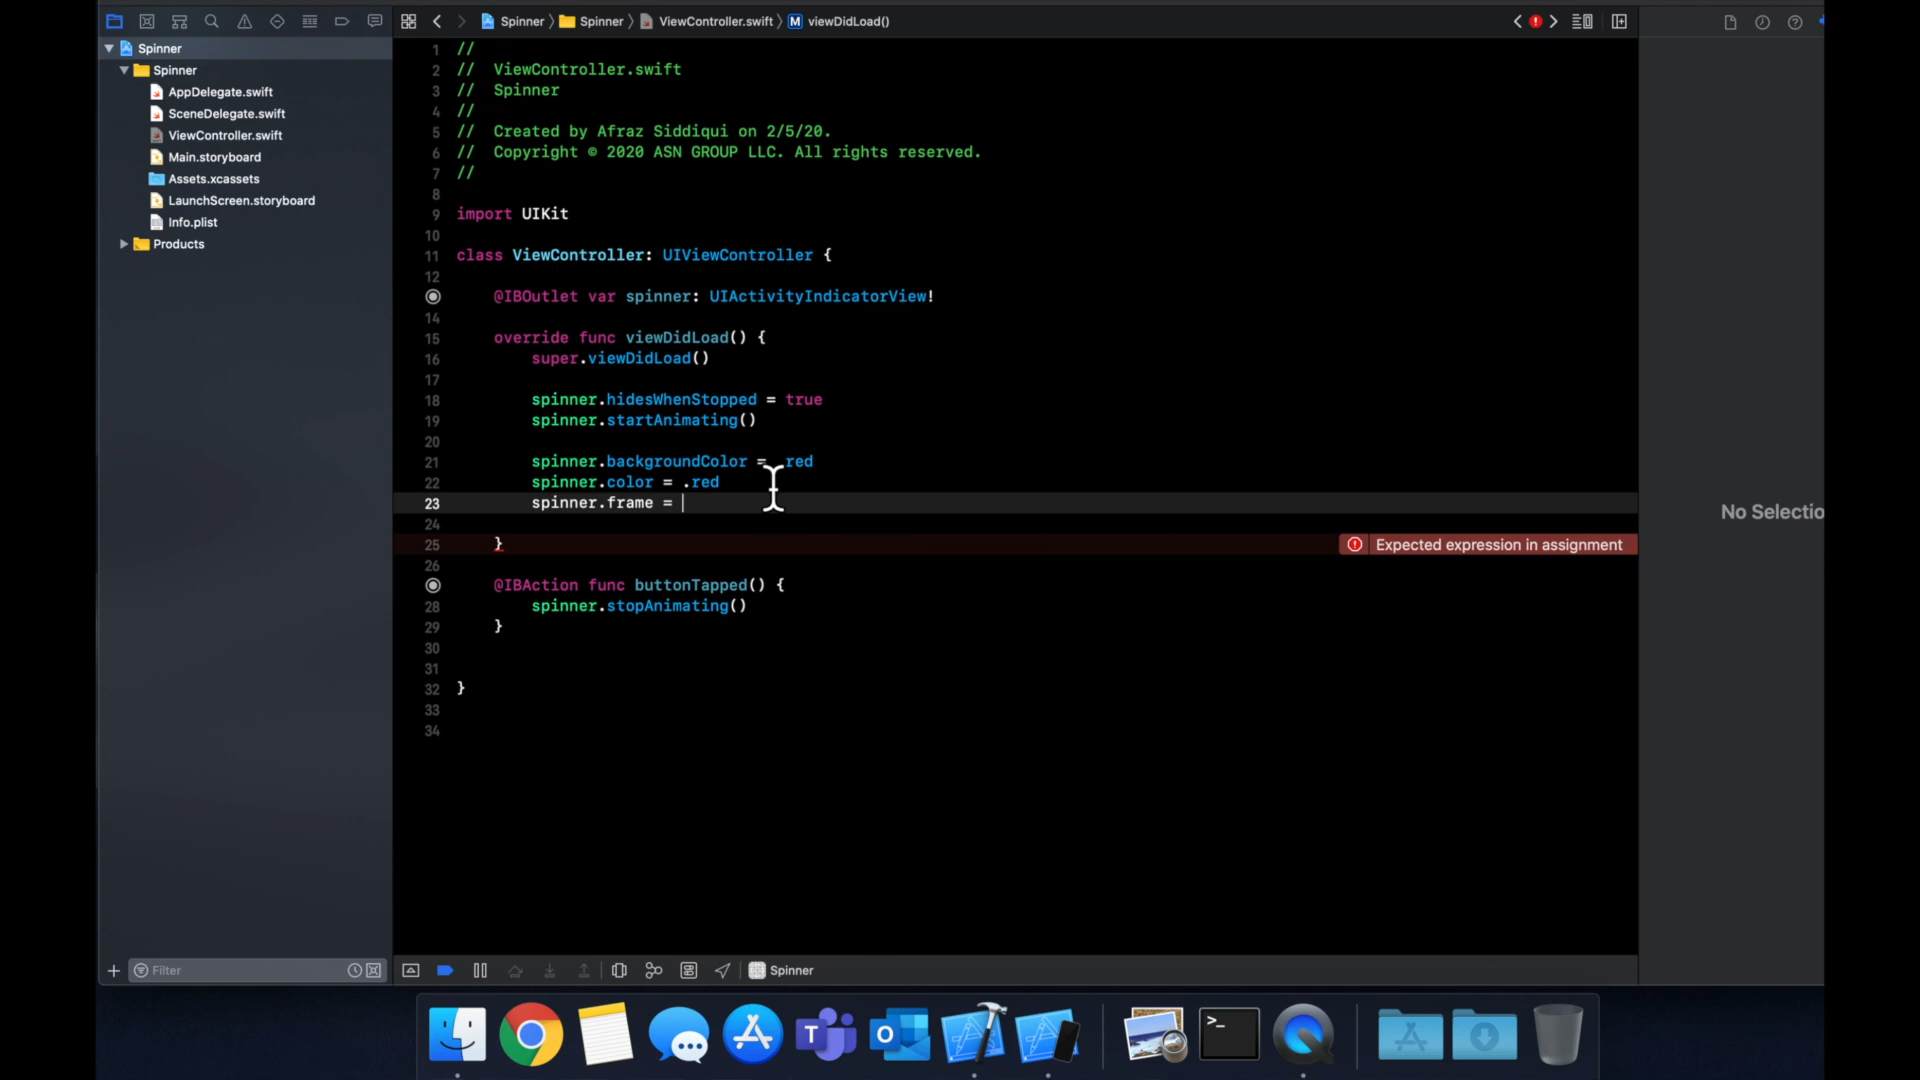 Spinner
Spinner
AppDelegate.swift
SceneDelegate.swift
ViewController.swift
Main.storyboard
Assets.xcassets
LaunchScreen.storyboard
Info.plist
Products
Filter
Spinner
Spinner
ViewController.swift
M
viewDidLoad()
1 //
2 // ViewController.swift
3 // Spinner
4 //
5 // Created by Afraz Siddiqui on 2/5/20.
6 // Copyright © 2020 ASN GROUP LLC. All rights reserved.
7 //
8
9 import UIKit
10
11 class ViewController: UIViewController {
12
@IBOutlet var spinner: UIActivityIndicatorView!
14
15 override func viewDidLoad() {
16 super.viewDidLoad()
17
18 spinner.hidesWhenStopped = true
19 spinner.startAnimating()
20
21 spinner.backgroundColor = red
22 spinner.color = .red
23 spinner.frame =
24
25 }
Expected expression in assignment
26
@IBAction func buttonTapped() {
28 spinner.stopAnimating()
29 }
30
31
32 }
33
34
No Selectio
Spinner
T
O
>_